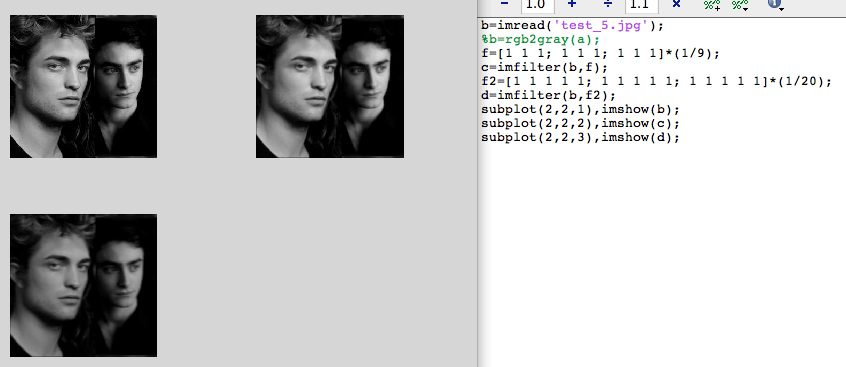 1.0 1.1
b=imread('test_5.jpg');
%b=rgb2gray(a);
f=[1 1 1; 1 1 1; 1 1 1]*(1/9);
c=imfilter(b,f);
f2=[1 1 1 1 1; 1 1 1 1 1; 1 1 1 1 1]*(1/20);
d=imfilter(b,f2);
subplot(2,2,1),imshow(b);
subplot(2,2,2),imshow(c);
subplot(2,2,3),imshow(d);